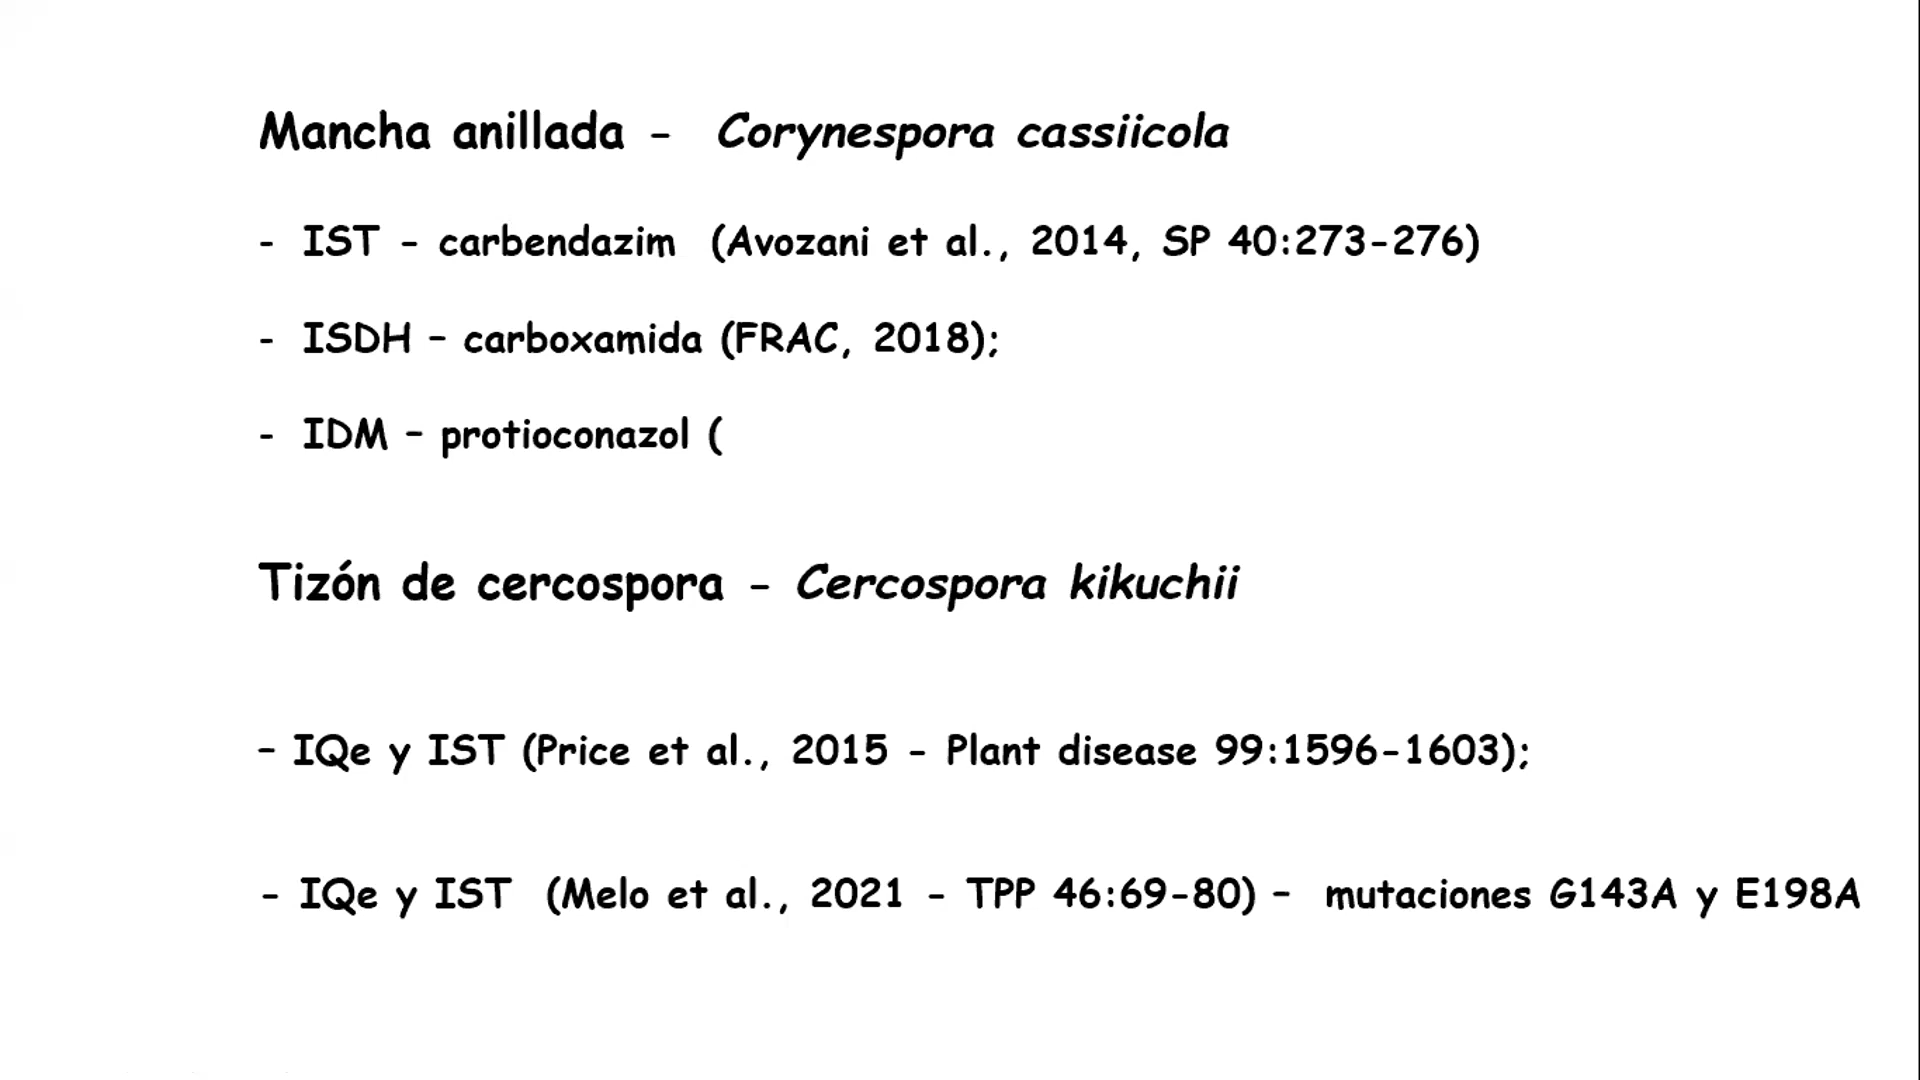 Mancha anillada - Corynespora cassiicola
- IST - carbendazim (Avozani et al., 2014, SP 40:273-276)
- ISDH – carboxamida (FRAC, 2018);
- IDM – protioconazol (
Tizón de cercospora - Cercospora kikuchii
– IQe y IST (Price et al., 2015 - Plant disease 99:1596-1603);
- IQe y IST (Melo et al., 2021 - TPP 46:69-80) – mutaciones G143A y E198A